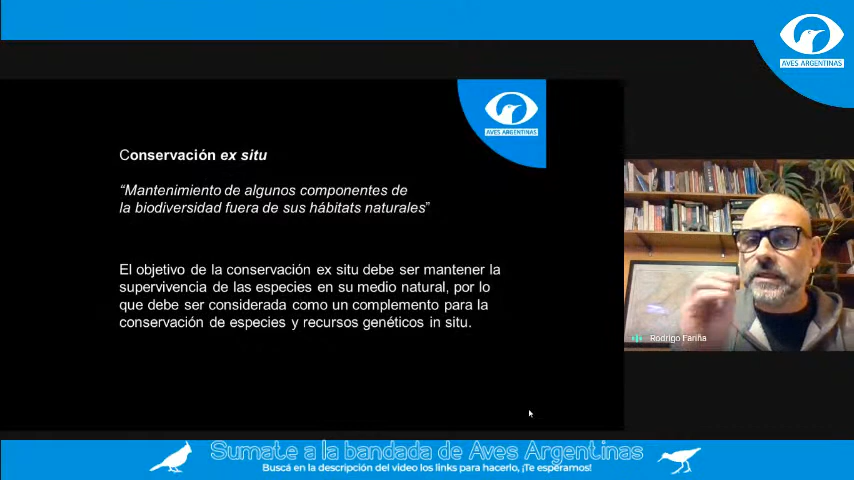 AVES ARGENTINAS
AVES ARGENTINAS
Conservación ex situ
“Mantenimiento de algunos componentes de
la biodiversidad fuera de sus hábitats naturales”
El objetivo de la conservación ex situ debe ser mantener la
supervivencia de las especies en su medio natural, por lo
que debe ser considerada como un complemento para la
conservación de especies y recursos genéticos in situ.
Rodrigo Fariña
Sumate a la bandada de Aves Argentinas
Buscá en la descripción del video los links para hacerlo, ¡Te esperamos!